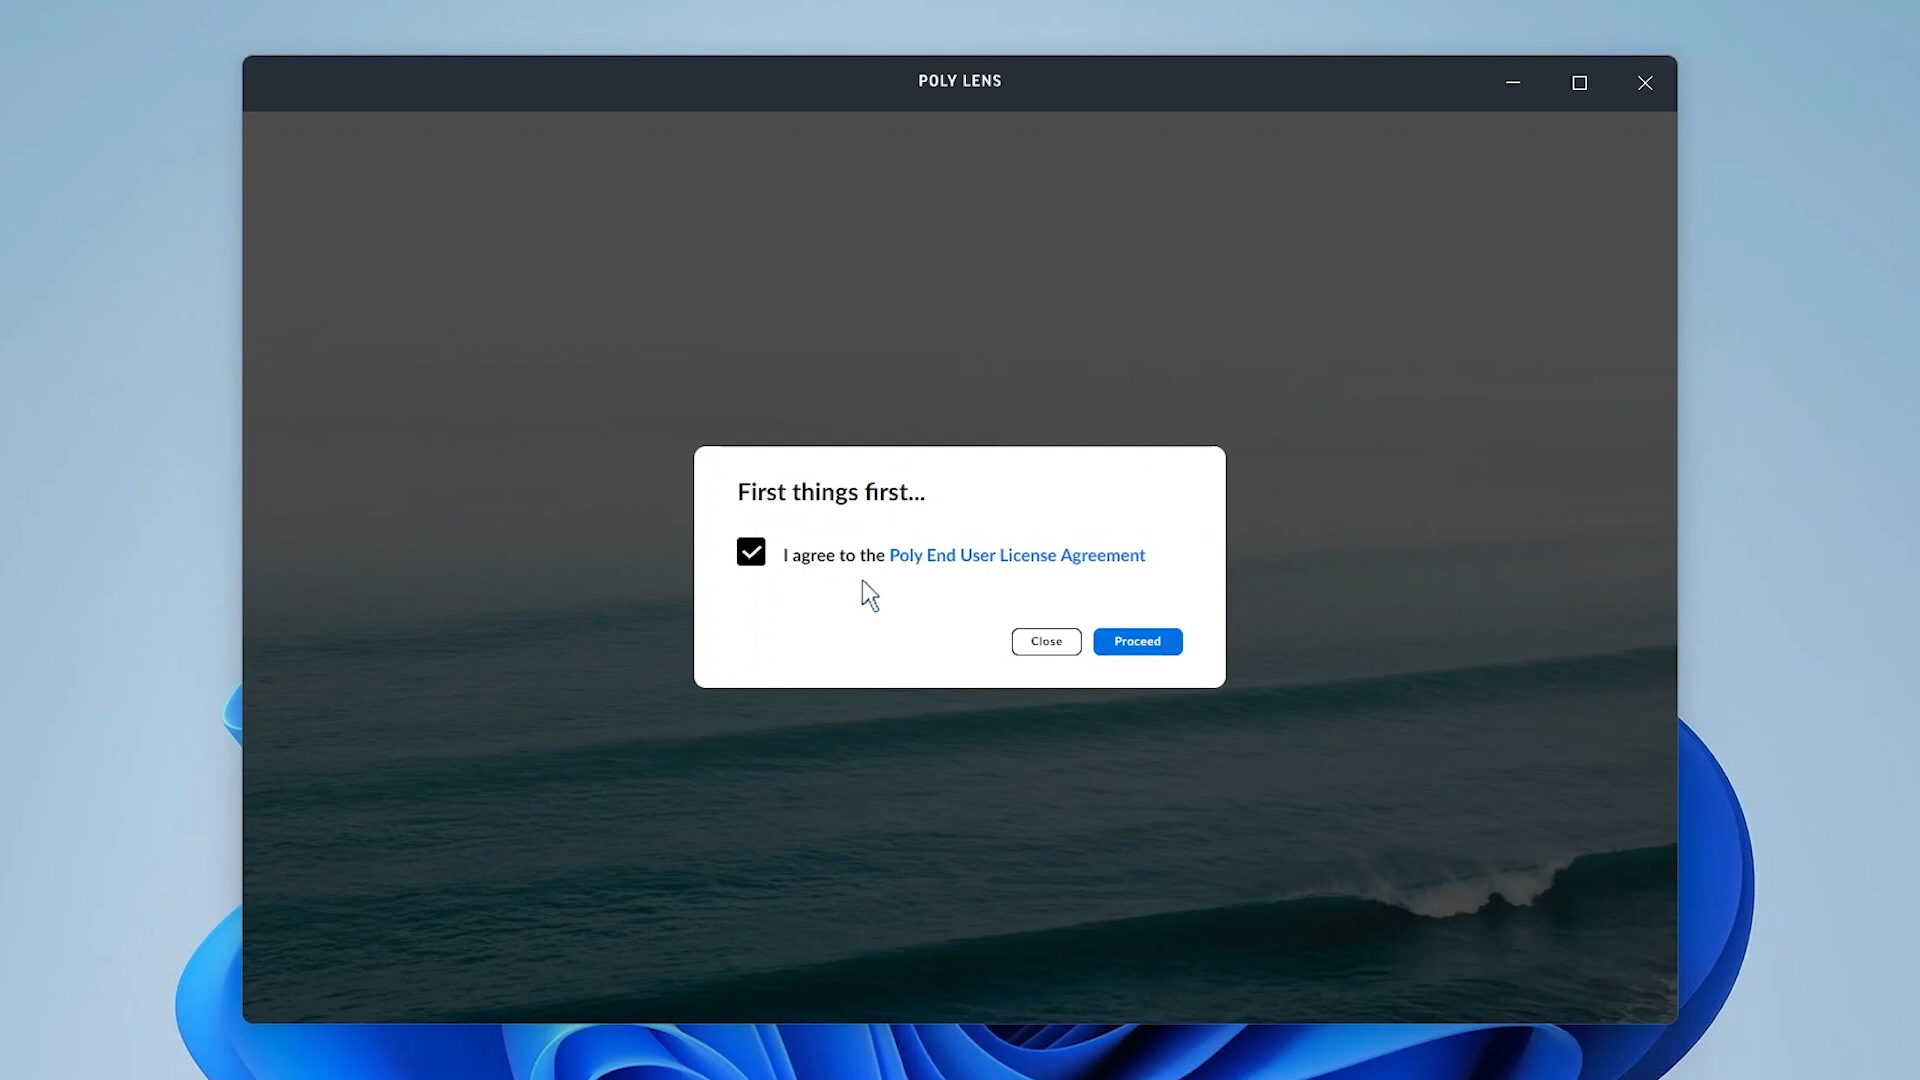 POLY LENS
First things first...
I agree to the Poly End User License Agreement
Close
Proceed